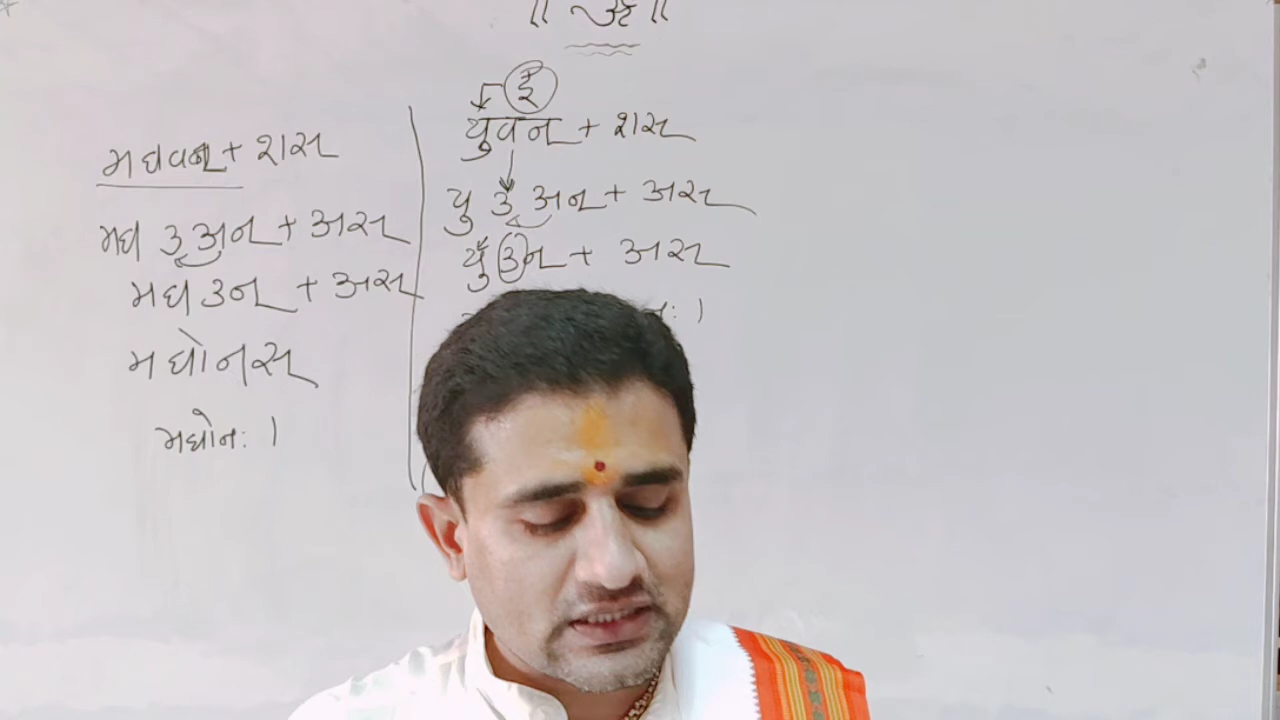 ॥ ॐ ॥
मघवन् + शस्
मघ उ अन् + अस्
मघ उन् + अस्
मघोनस्
मघोनः ।
ई
युवन् + शस्
यु उ अन् + अस्
यु उन् + अस्
नः ।